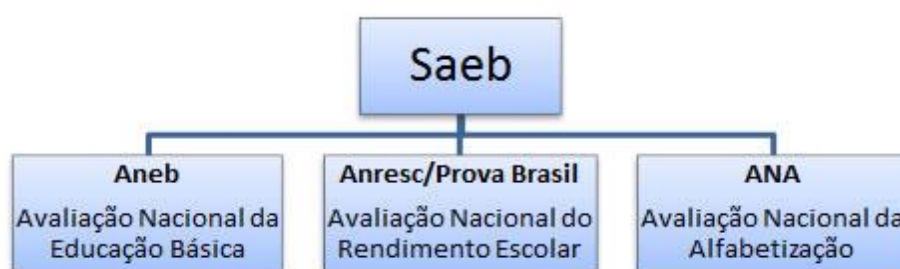 Saeb
Aneb
Avaliação Nacional da
Educação Básica
Anresc/Prova Brasil
Avaliação Nacional do
Rendimento Escolar
ANA
Avaliação Nacional da
Alfabetização